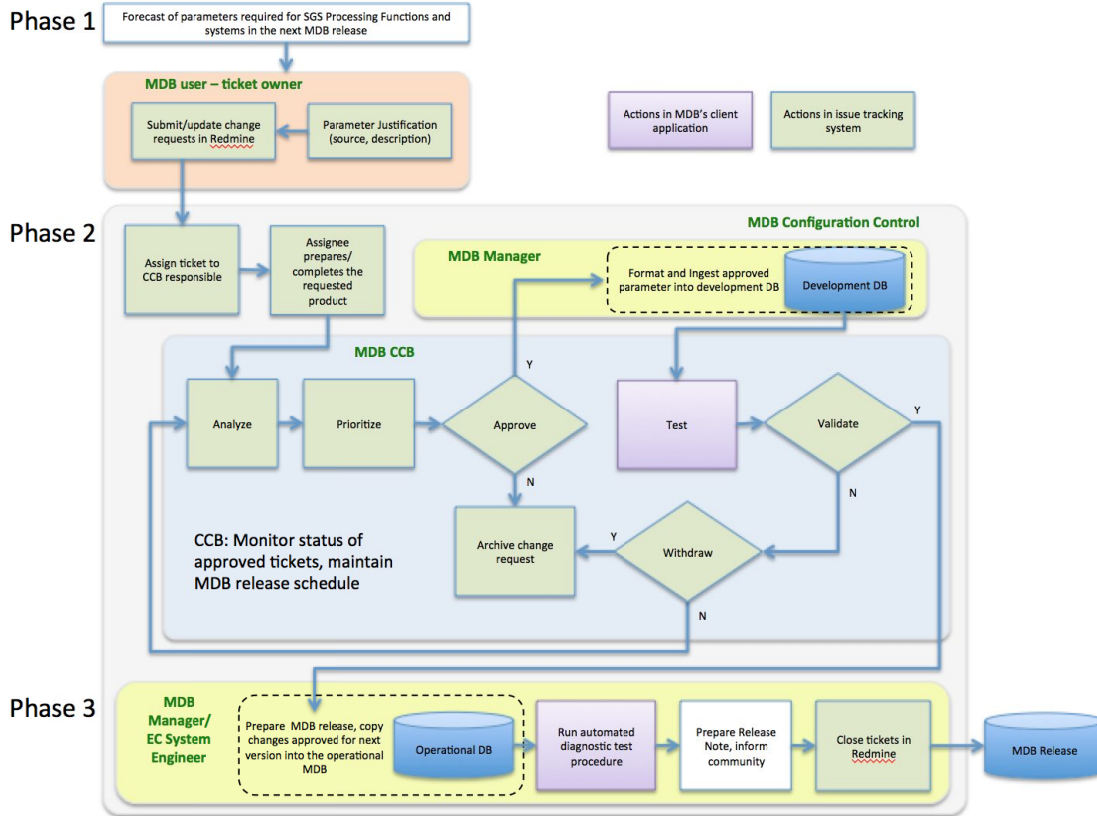 Phase 1
Forecast of parameters required for SGS Processing Functions and
systems in the next MDB release
MDB user – ticket owner
Submit/update change
requests in Redmine
Parameter Justification
(source, description)
Actions in MDB's client
application
Actions in issue tracking
system
Phase 2
MDB Configuration Control
Assign ticket to
CCB responsible
Assignee
prepares/
completes the
requested
product
MDB Manager
Format and Ingest approved
parameter into development DB
Development DB
MDB CCB
Y
Analyze
Prioritize
Approve
Test
Validate
Y
N
N
Archive change
request
Y
Withdraw
N
CCB: Monitor status of
approved tickets, maintain
MDB release schedule
Phase 3
MDB
Manager/
EC System
Engineer
Prepare MDB release, copy
changes approved for next
version into the operational
MDB
Operational DB
Run automated
diagnostic test
procedure
Prepare Release
Note, inform
community
Close tickets in
Redmine
MDB Release